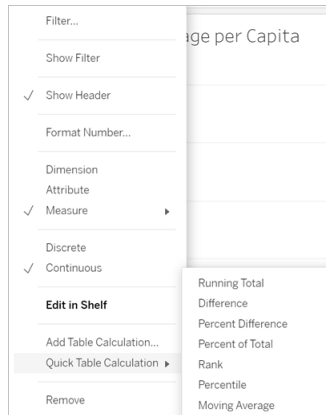 Filter...
age per Capita
Show Filter
Show Header
Format Number...
Dimension
Attribute
Measure
Discrete
Continuous
Edit in Shelf
Add Table Calculation...
Quick Table Calculation
Remove
Running Total
Difference
Percent Difference
Percent of Total
Rank
Percentile
Moving Average